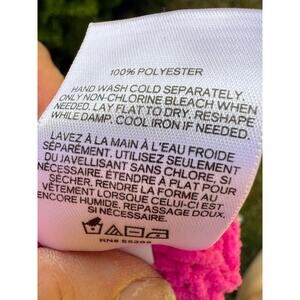 100% POLYESTER
HAND WASH COLD SEPARATELY.
ONLY NON-CHLORINE BLEACH WHEN
NEEDED. LAY FLAT TO DRY. RESHAPE
WHILE DAMP. COOL IRON IF NEEDED.
LAVEZ À LA MAIN À L'EAU FROIDE
SÉPARÉMENT. UTILISEZ SEULEMENT
DU JAVELLISANT SANS CHLORE, SI
NÉCESSAIRE. ÉTENDRE À PLAT POUR
SÉCHER. RENDRE LA FORME AU
VÊTEMENT LORSQUE CELUI-CI EST
ENCORE HUMIDE. REPASSAGE DOUX,
SI NÉCESSAIRE.
RN#